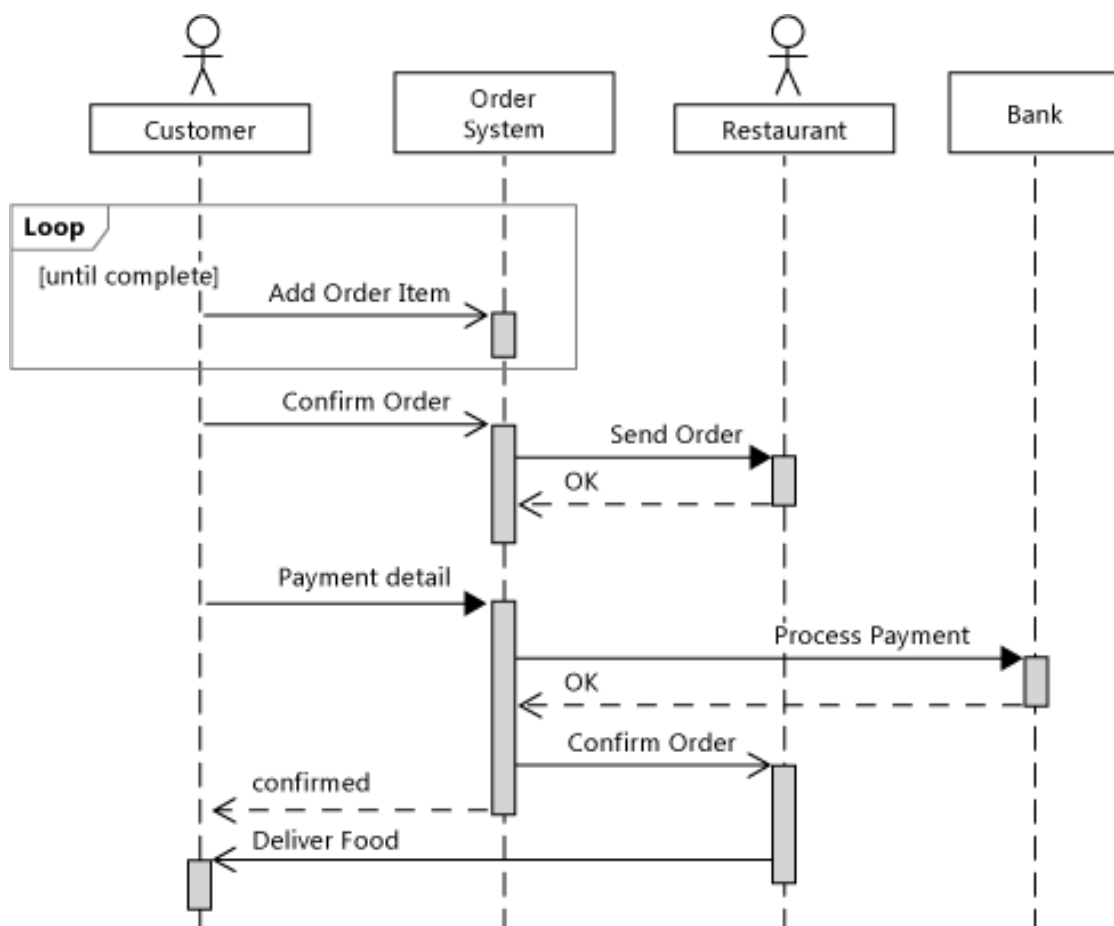 Customer
Order
System
Restaurant
Bank
Loop
[until complete]
Add Order Item
Confirm Order
Send Order
OK
Payment detail
Process Payment
OK
Confirm Order
confirmed
Deliver Food